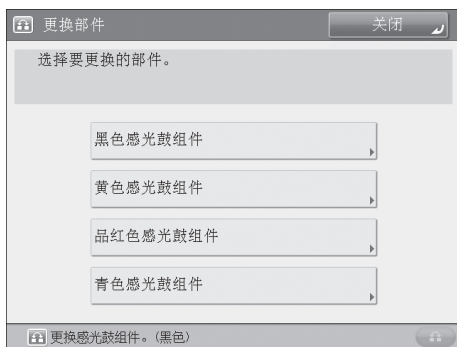 更换部件
关闭
选择要更换的部件。
黑色感光鼓组件
黄色感光鼓组件
品红色感光鼓组件
青色感光鼓组件
更换感光鼓组件。(黑色)